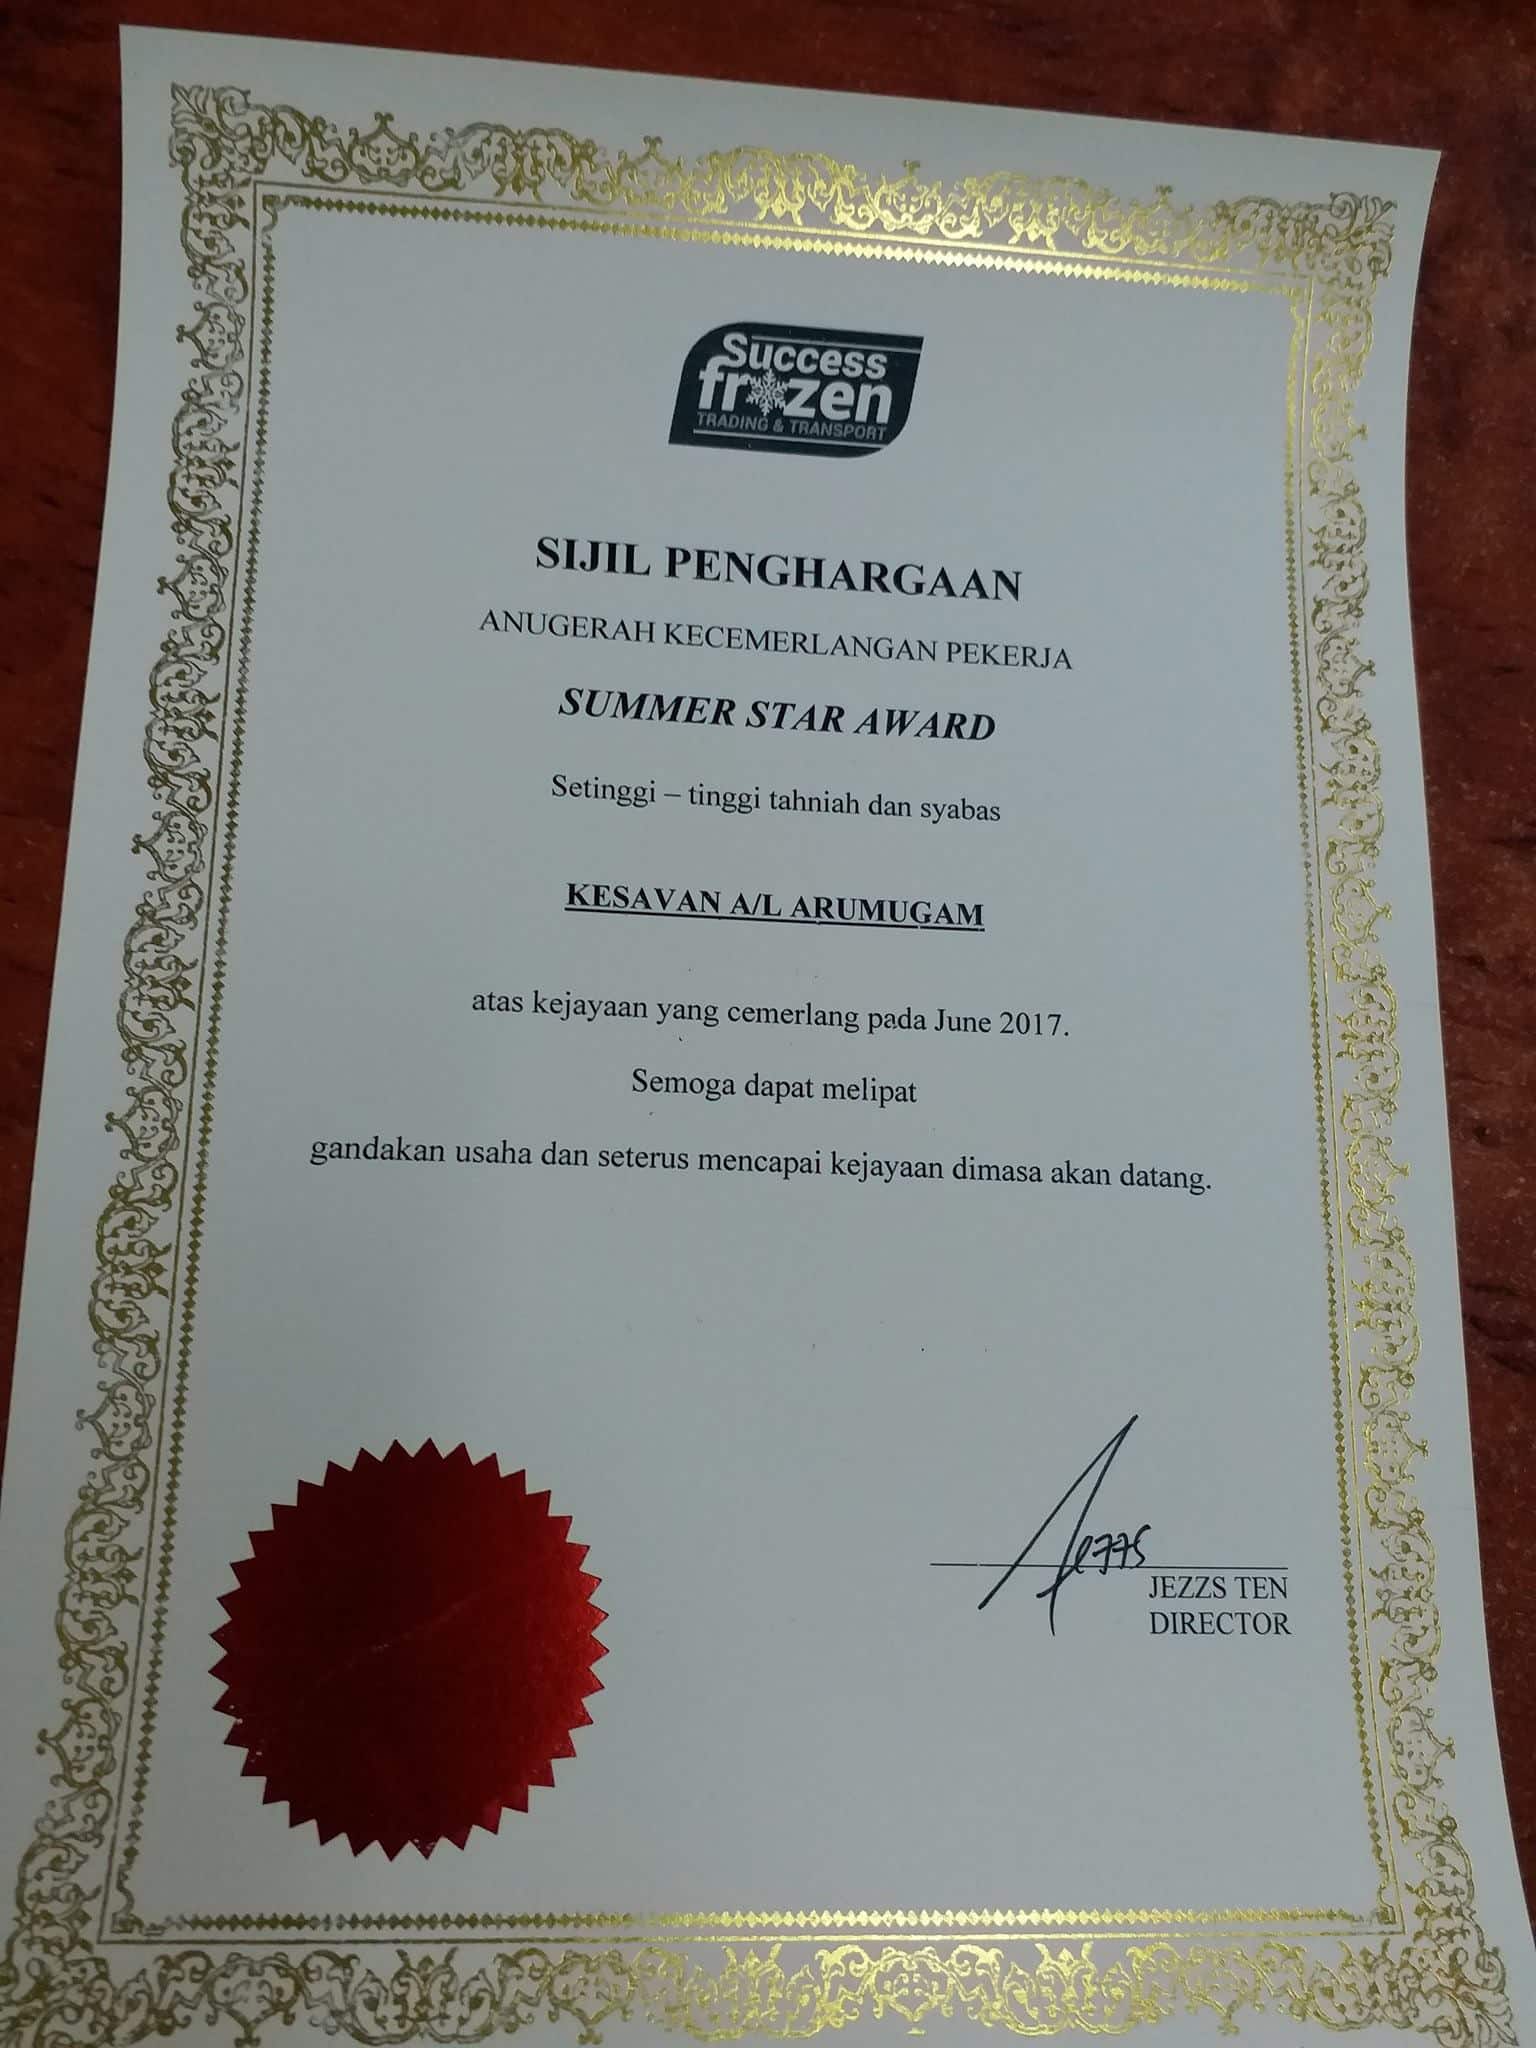 Success
frozen
TRADING & TRANSPORT
SIJIL PENGHARGAAN
ANUGERAH KECEMERLANGAN PEKERJA
SUMMER STAR AWARD
Setinggi – tinggi tahniah dan syabas
KESAVAN A/L ARUMUGAM
atas kejayaan yang cemerlang pada June 2017.
Semoga dapat melipat
gandakan usaha dan seterus mencapai kejayaan dimasa akan datang.
Jezzs
JEZZS TEN
DIRECTOR